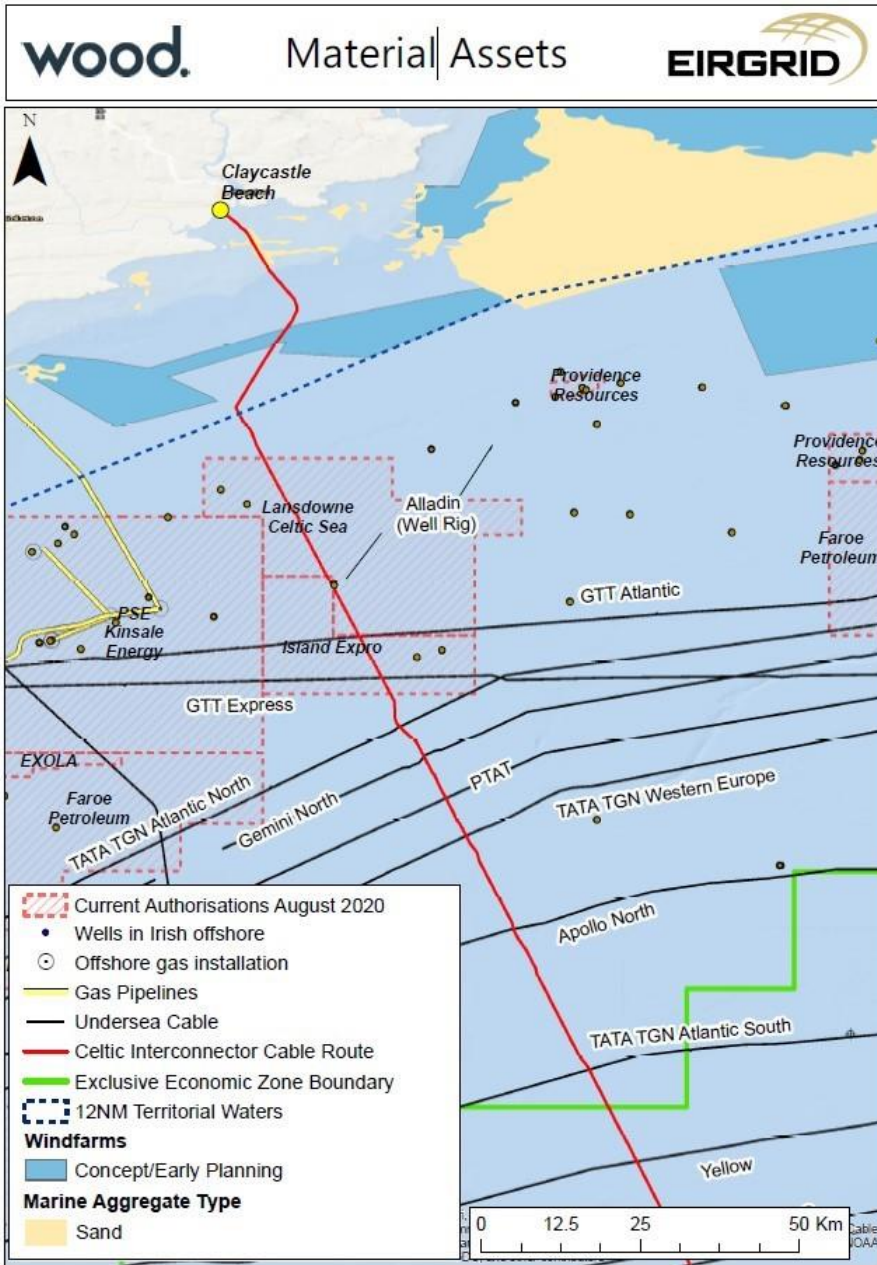 wood.
Material Assets
EIRGRID
N
Claycastle
Beach
Providence
Resources
Providence
Resources
Lansdowne
Celtic Sea
Alladin
(Well Rig)
Faroe
Petroleum
GTT Atlantic
PSE
Kinsale
Energy
Island Expro
GTT Express
EXOLA
Faroe
Petroleum
TATA TGN Atlantic North
Gemini North
PTAT
TATA TGN Western Europe
Apollo North
TATA TGN Atlantic South
Yellow
Current Authorisations August 2020
Wells in Irish offshore
Offshore gas installation
Gas Pipelines
Undersea Cable
Celtic Interconnector Cable Route
Exclusive Economic Zone Boundary
12NM Territorial Waters
Windfarms
Concept/Early Planning
Marine Aggregate Type
Sand
0 12.5 25 50 Km
Cable
NOAA